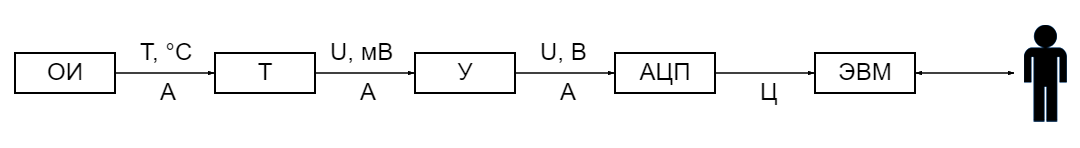 T, °C
U, мВ
U, В
ОИ
Т
У
АЦП
ЭВМ
А
А
А
Ц